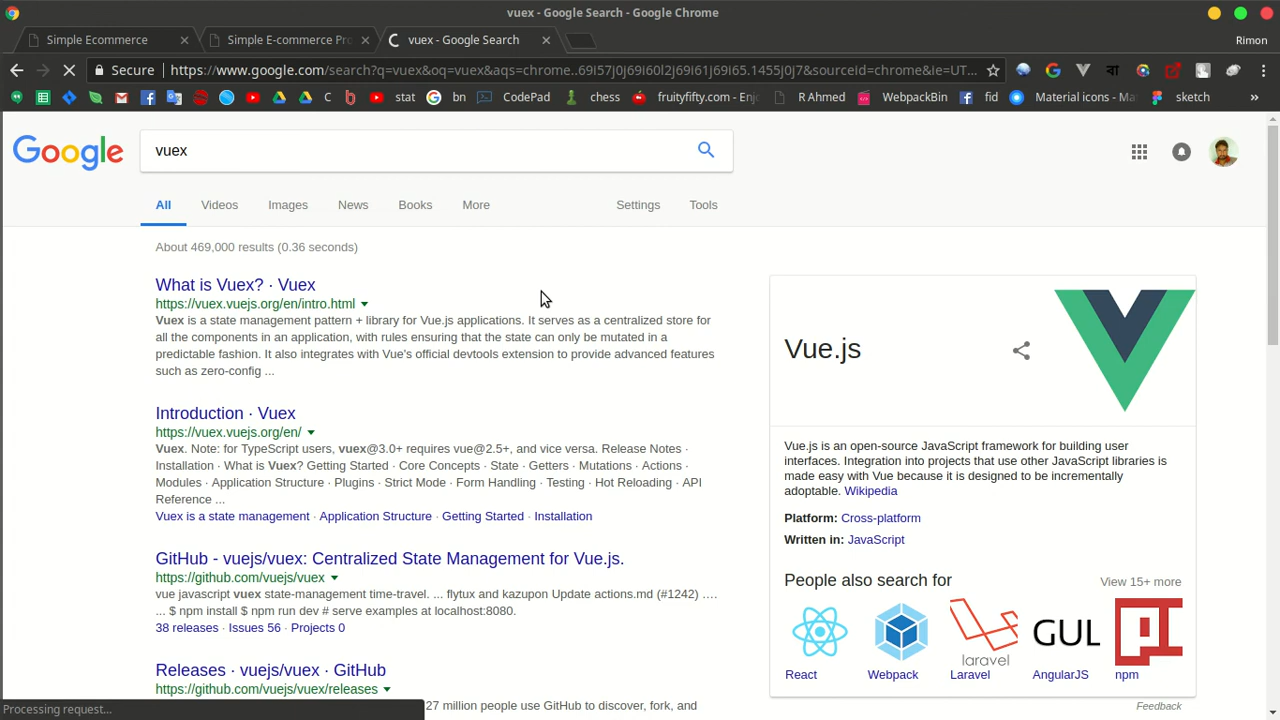 vuex - Google Search - Google Chrome
Simple Ecommerce
Simple E-commerce Pro
vuex - Google Search
Rimon
Secure
https://www.google.com/search?q=vuex&oq=vuex&aqs=chrome..69i57j0j69i60l2j69i61j69i65.1455j0j7&sourceid=chrome&ie=UT...
বা
C
stat
bn
CodePad
chess
fruityfifty.com - Enj
R Ahmed
WebpackBin
fid
Material icons - Ma
sketch
»
Google
vuex
All
Videos
Images
News
Books
More
Settings
Tools
About 469,000 results (0.36 seconds)
What is Vuex? · Vuex
https://vuex.vuejs.org/en/intro.html
Vuex is a state management pattern + library for Vue.js applications. It serves as a centralized store for
all the components in an application, with rules ensuring that the state can only be mutated in a
predictable fashion. It also integrates with Vue's official devtools extension to provide advanced features
such as zero-config ...
Introduction · Vuex
https://vuex.vuejs.org/en/
Vuex. Note: for TypeScript users, vuex@3.0+ requires vue@2.5+, and vice versa. Release Notes ·
Installation · What is Vuex? Getting Started · Core Concepts · State · Getters · Mutations · Actions ·
Modules · Application Structure · Plugins · Strict Mode · Form Handling · Testing · Hot Reloading · API
Reference ...
Vuex is a state management · Application Structure · Getting Started · Installation
GitHub - vuejs/vuex: Centralized State Management for Vue.js.
https://github.com/vuejs/vuex
vue javascript vuex state-management time-travel. ... flytux and kazupon Update actions.md (#1242) ….
... $ npm install $ npm run dev # serve examples at localhost:8080.
38 releases · Issues 56 · Projects 0
Releases · vuejs/vuex · GitHub
https://github.com/vuejs/vuex/releases
27 million people use GitHub to discover, fork, and
Processing request...
Vue.js
Vue.js is an open-source JavaScript framework for building user
interfaces. Integration into projects that use other JavaScript libraries is
made easy with Vue because it is designed to be incrementally
adoptable. Wikipedia
Platform: Cross-platform
Written in: JavaScript
People also search for
View 15+ more
laravel
GUL
React
Webpack
Laravel
AngularJS
npm
Feedback